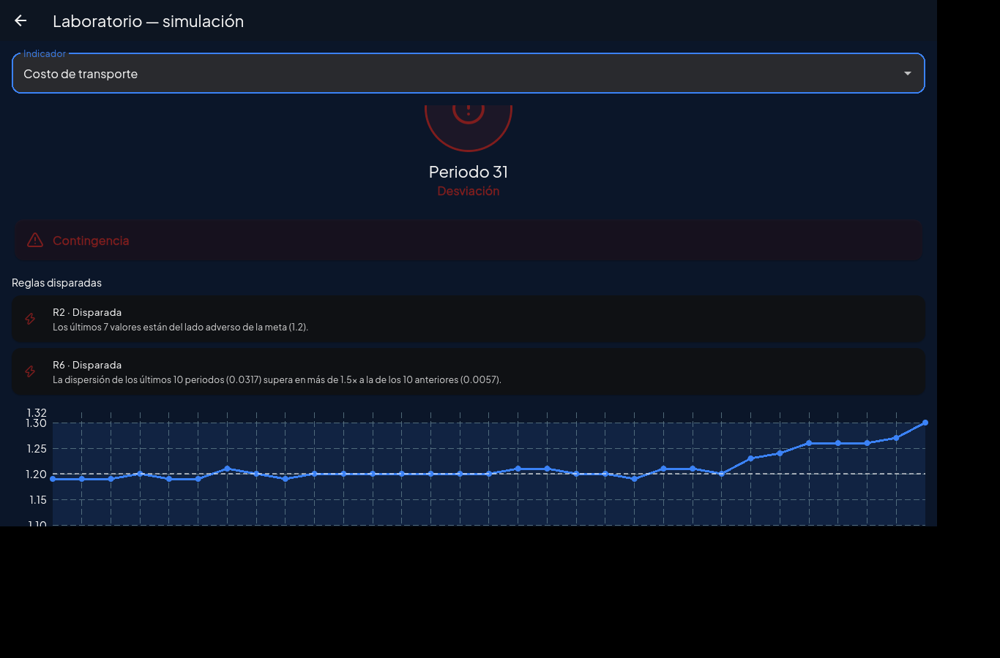 Laboratorio — simulación
Indicador
Costo de transporte
Periodo 31
Desviación
Contingencia
Reglas disparadas
R2 · Disparada
Los últimos 7 valores están del lado adverso de la meta (1.2).
R6 · Disparada
La dispersión de los últimos 10 periodos (0.0317) supera en más de 1.5× a la de los 10 anteriores (0.0057).
1.32
1.30
1.25
1.20
1.15
1.10